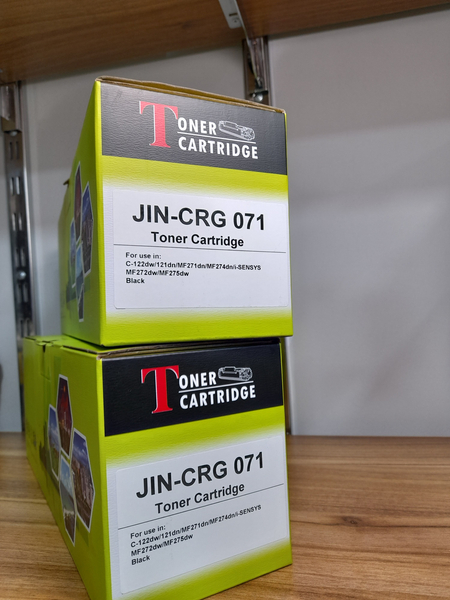 TONER
CARTRIDGE
JIN-CRG 071
Toner Cartridge
For use in:
C-122dw/121dn/MF271dn/MF274dn/i-SENSYS
MF272dw/MF275dw
Black
TONER
CARTRIDGE
JIN-CRG 071
Toner Cartridge
For use in:
C-122dw/121dn/MF271dn/MF274dn/i-SENSYS
MF272dw/MF275dw
Black